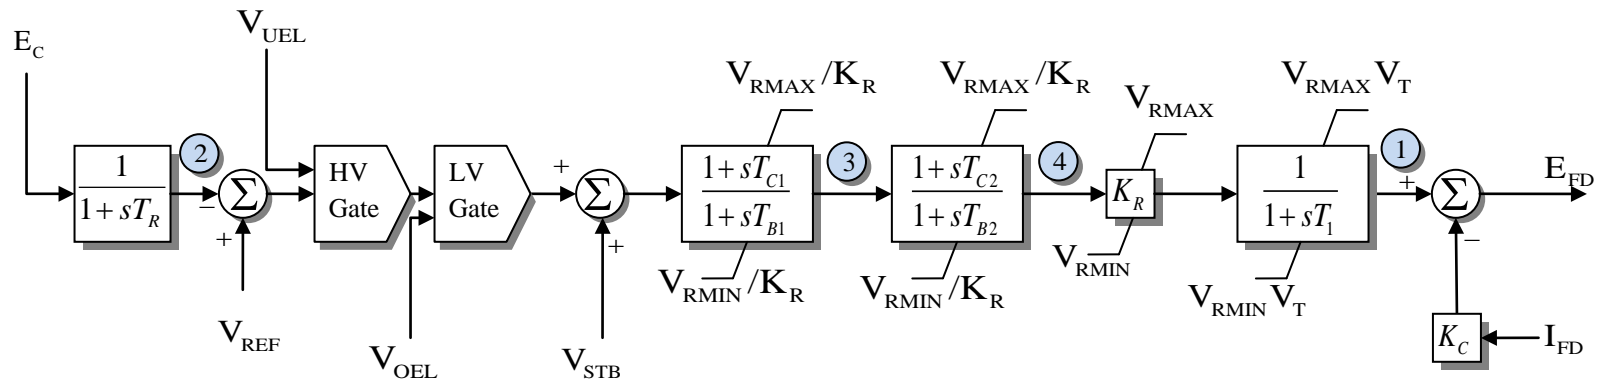 E_C
V_UEL
1
1 + sT_R
2
−
Σ
+
V_REF
HV
Gate
LV
Gate
V_OEL
+
Σ
+
V_STB
V_RMAX /K_R
1 + sT_C1
1 + sT_B1
V_RMIN /K_R
3
V_RMAX /K_R
1 + sT_C2
1 + sT_B2
V_RMIN /K_R
4
V_RMAX
K_R
V_RMIN
V_RMAX V_T
1
1 + sT_1
V_RMIN V_T
1
+
Σ
−
E_FD
K_C
I_FD